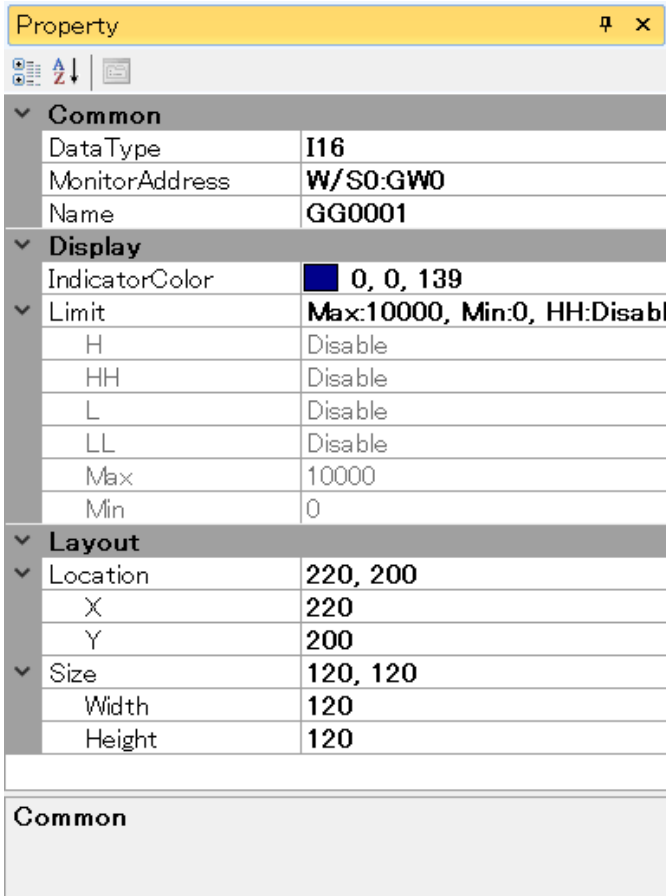 Property
Common
DataType I16
MonitorAddress W/S0:GW0
Name GG0001
Display
IndicatorColor 0, 0, 139
Limit Max:10000, Min:0, HH:Disabl
H Disable
HH Disable
L Disable
LL Disable
Max 10000
Min 0
Layout
Location 220, 200
X 220
Y 200
Size 120, 120
Width 120
Height 120
Common